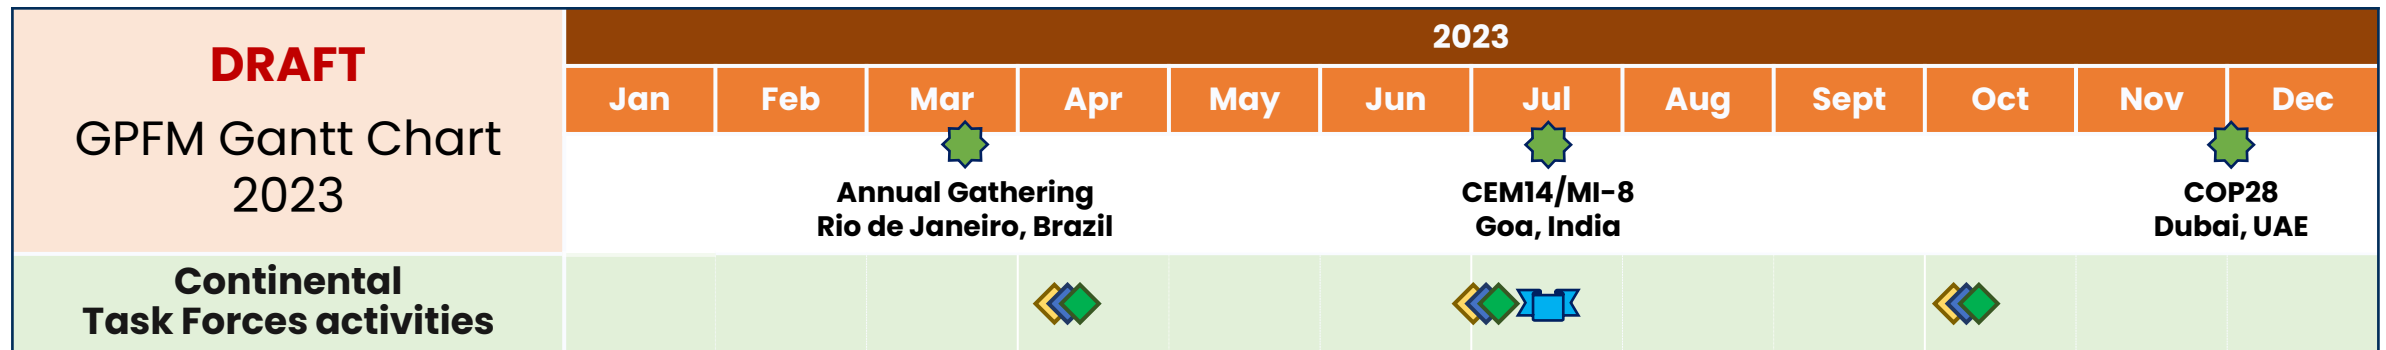 DRAFT
GPFM Gantt Chart
2023
2023
Jan Feb Mar Apr May Jun Jul Aug Sept Oct Nov Dec
Annual Gathering
Rio de Janeiro, Brazil
CEM14/MI-8
Goa, India
COP28
Dubai, UAE
Continental
Task Forces activities